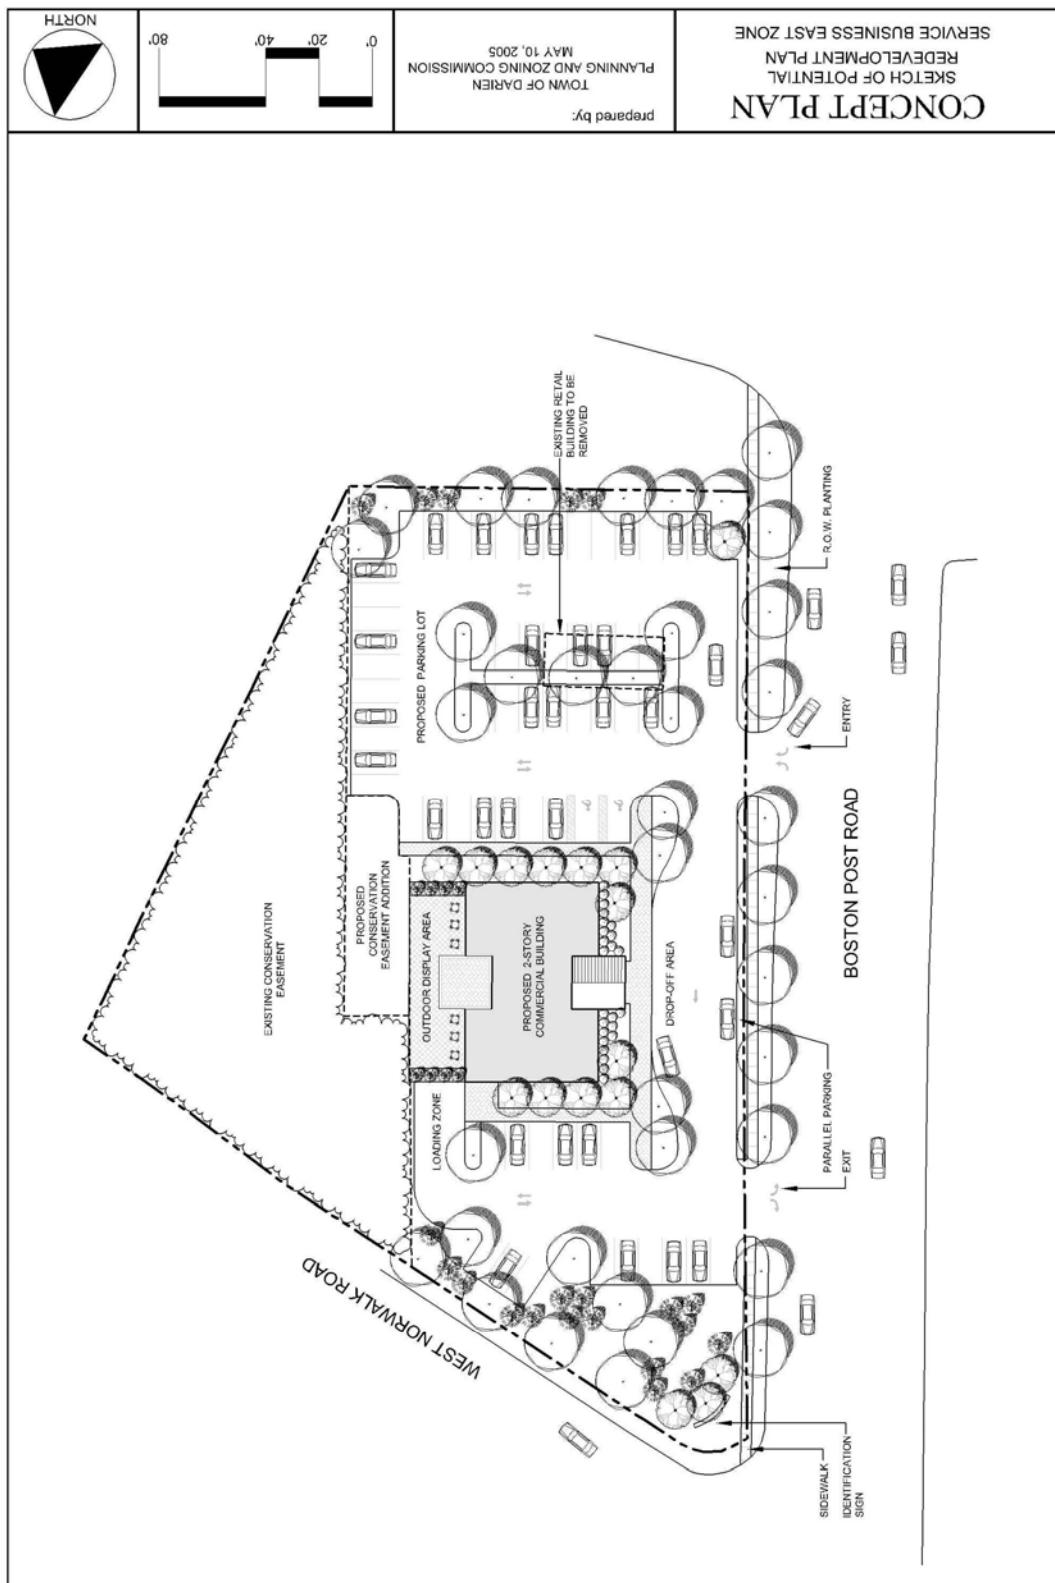 CONCEPT PLAN
SKETCH OF POTENTIAL
REDEVELOPMENT PLAN
SERVICE BUSINESS EAST ZONE
prepared by:
TOWN OF DARIEN
PLANNING AND ZONING COMMISSION
MAY 10, 2005
0'
20'
40'
80'
NORTH
EXISTING CONSERVATION
EASEMENT
PROPOSED
CONSERVATION
EASEMENT ADDITION
PROPOSED PARKING LOT
EXISTING RETAIL
BUILDING TO BE
REMOVED
OUTDOOR DISPLAY AREA
LOADING ZONE
PROPOSED 2-STORY
COMMERCIAL BUILDING
DROP-OFF AREA
WEST NORWALK ROAD
R.O.W. PLANTING
ENTRY
BOSTON POST ROAD
PARALLEL PARKING
EXIT
SIDEWALK
IDENTIFICATION
SIGN